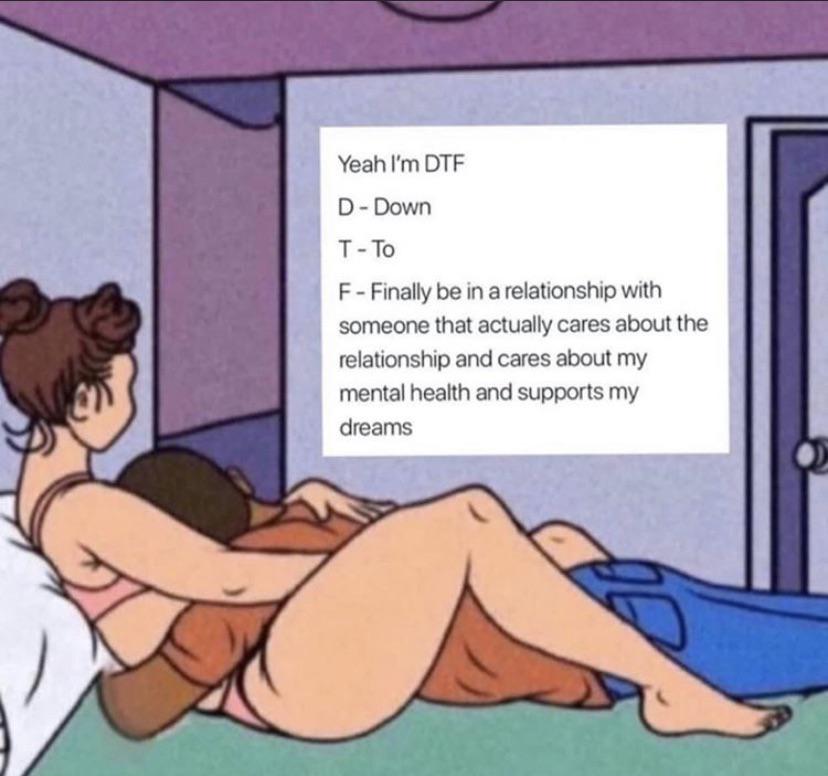 Yeah I'm DTF
D - Down
T - To
F - Finally be in a relationship with
someone that actually cares about the
relationship and cares about my
mental health and supports my
dreams